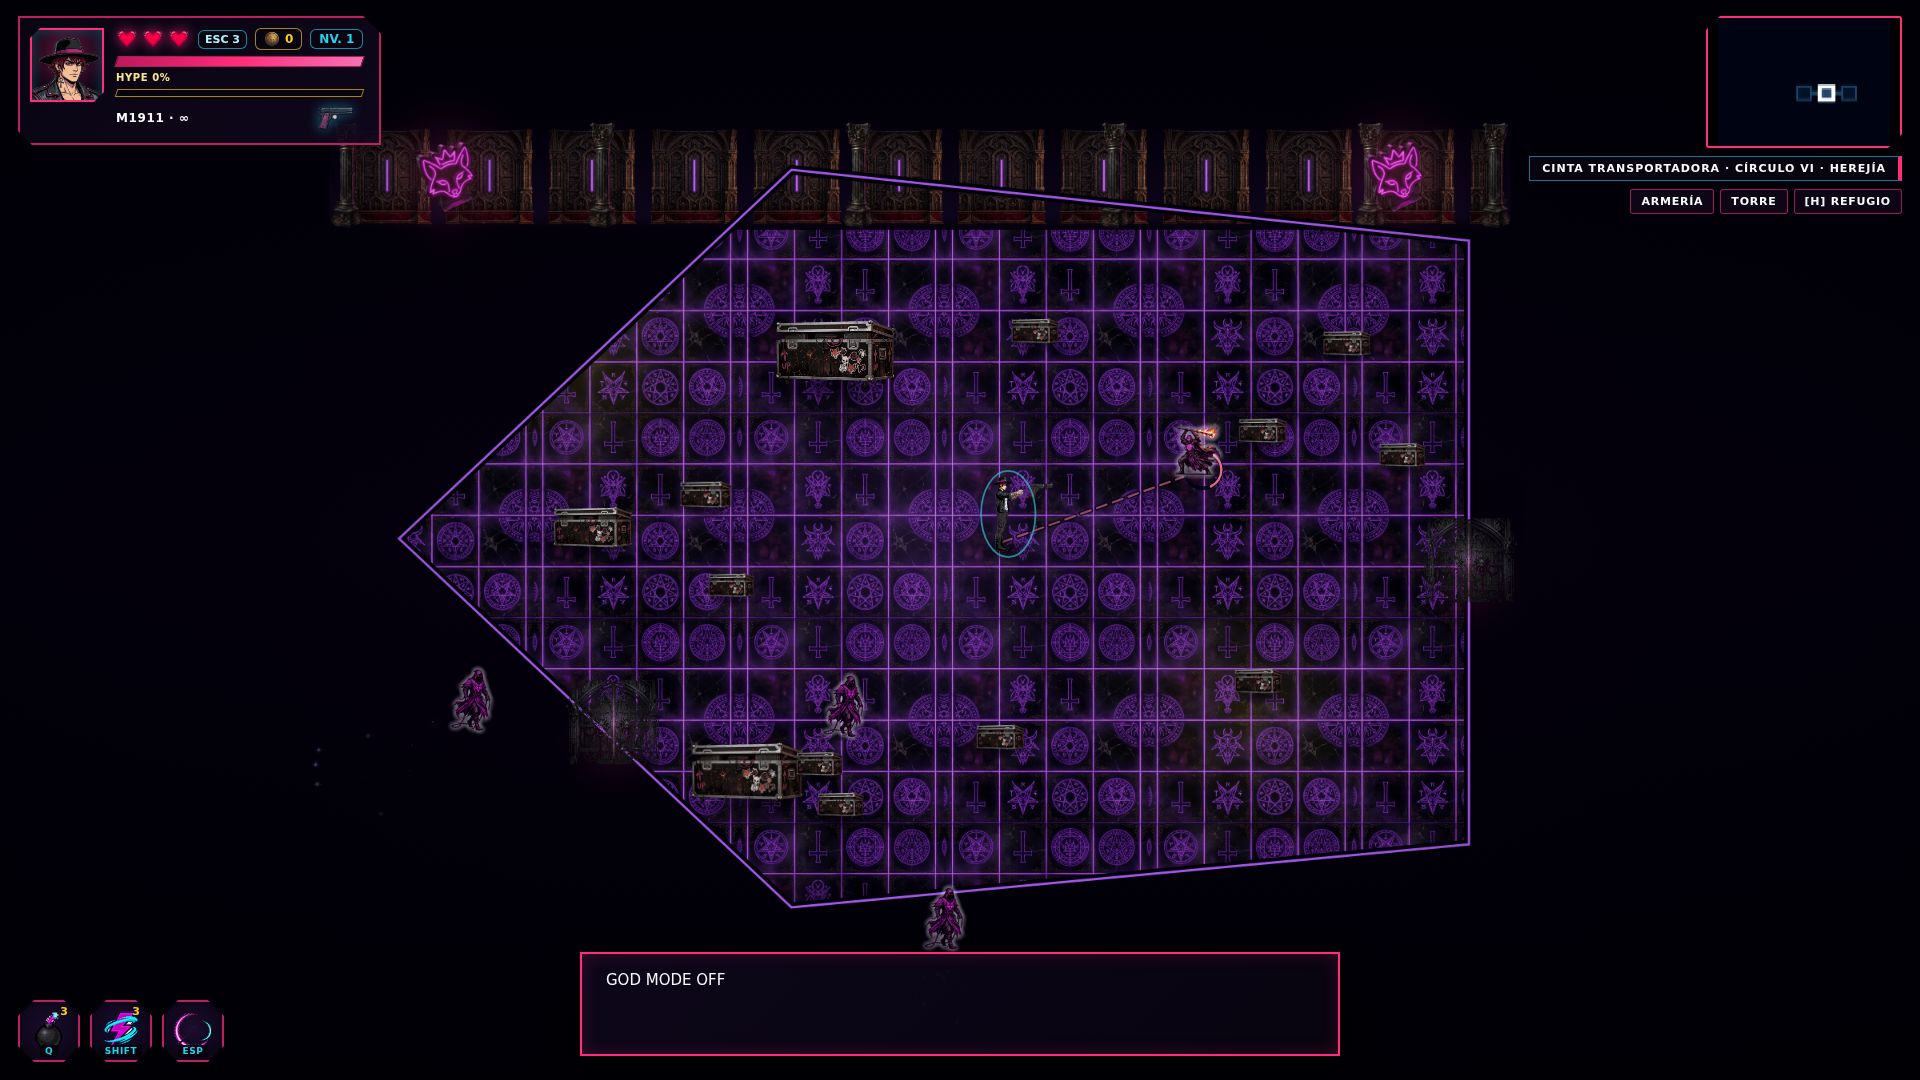 ESC 3
0
NV. 1
HYPE 0%
M1911 · ∞
CINTA TRANSPORTADORA · CÍRCULO VI · HEREJÍA
ARMERÍA
TORRE
[H] REFUGIO
GOD MODE OFF
3
Q
3
SHIFT
ESP